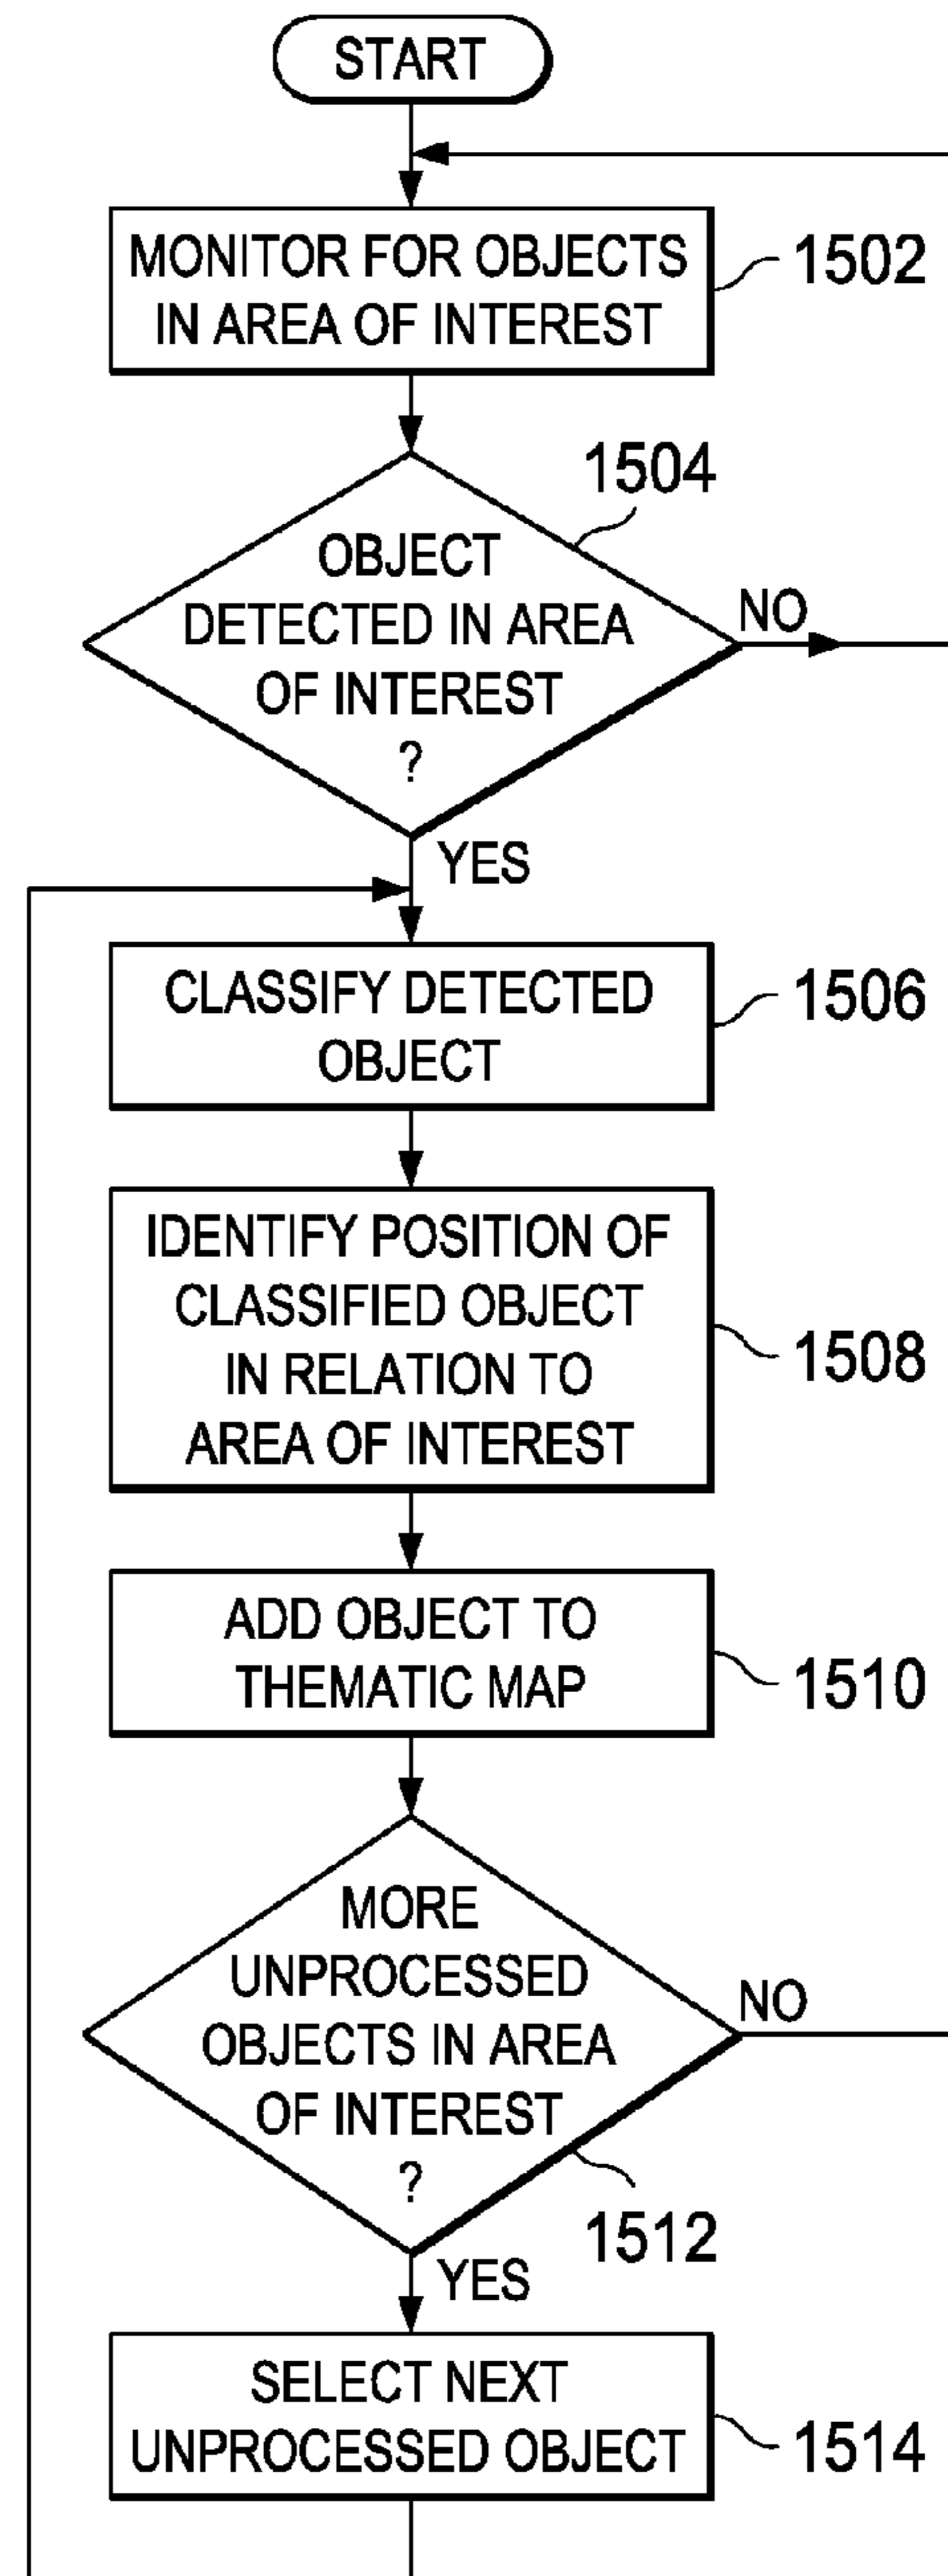 START
MONITOR FOR OBJECTS
IN AREA OF INTEREST
1502
1504
OBJECT
DETECTED IN AREA
OF INTEREST
?
NO
YES
CLASSIFY DETECTED
OBJECT
1506
IDENTIFY POSITION OF
CLASSIFIED OBJECT
IN RELATION TO
AREA OF INTEREST
1508
ADD OBJECT TO
THEMATIC MAP
1510
MORE
UNPROCESSED
OBJECTS IN AREA
OF INTEREST
?
NO
1512
YES
SELECT NEXT
UNPROCESSED OBJECT
1514